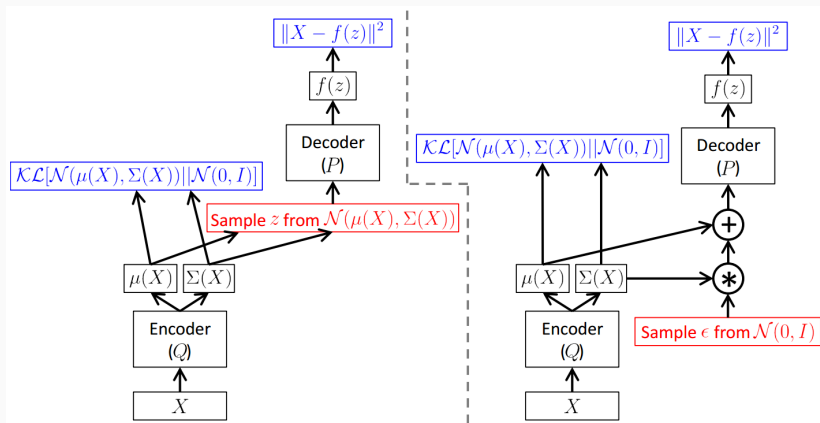 ‖X − f(z)‖²
f(z)
Decoder
(P)
𝒦ℒ[𝒩(μ(X), Σ(X))||𝒩(0, I)]
Sample z from 𝒩(μ(X), Σ(X))
μ(X)
Σ(X)
Encoder
(Q)
X
‖X − f(z)‖²
f(z)
Decoder
(P)
𝒦ℒ[𝒩(μ(X), Σ(X))||𝒩(0, I)]
+
μ(X)
Σ(X)
*
Encoder
(Q)
Sample ϵ from 𝒩(0, I)
X